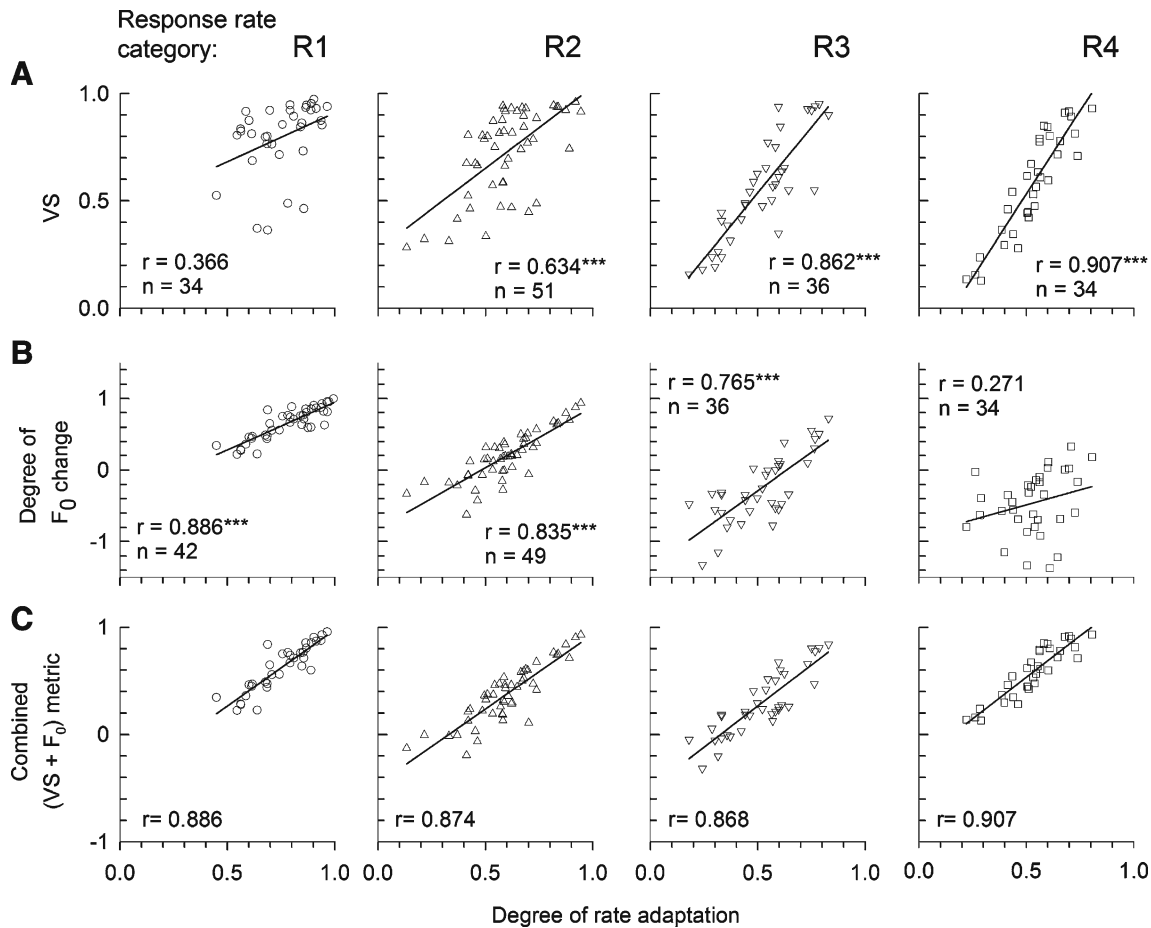 Response rate
category: R1 R2 R3 R4
A
1.0
0.5
0.0
VS
r = 0.366
n = 34
r = 0.634***
n = 51
r = 0.862***
n = 36
r = 0.907***
n = 34
B
1
0
-1
Degree of
F0 change
r = 0.886***
n = 42
r = 0.835***
n = 49
r = 0.765***
n = 36
r = 0.271
n = 34
C
1
0
-1
Combined
(VS + F0) metric
r= 0.886
r= 0.874
r= 0.868
r= 0.907
0.0 0.5 1.0 0.0 0.5 1.0 0.0 0.5 1.0 0.0 0.5 1.0
Degree of rate adaptation